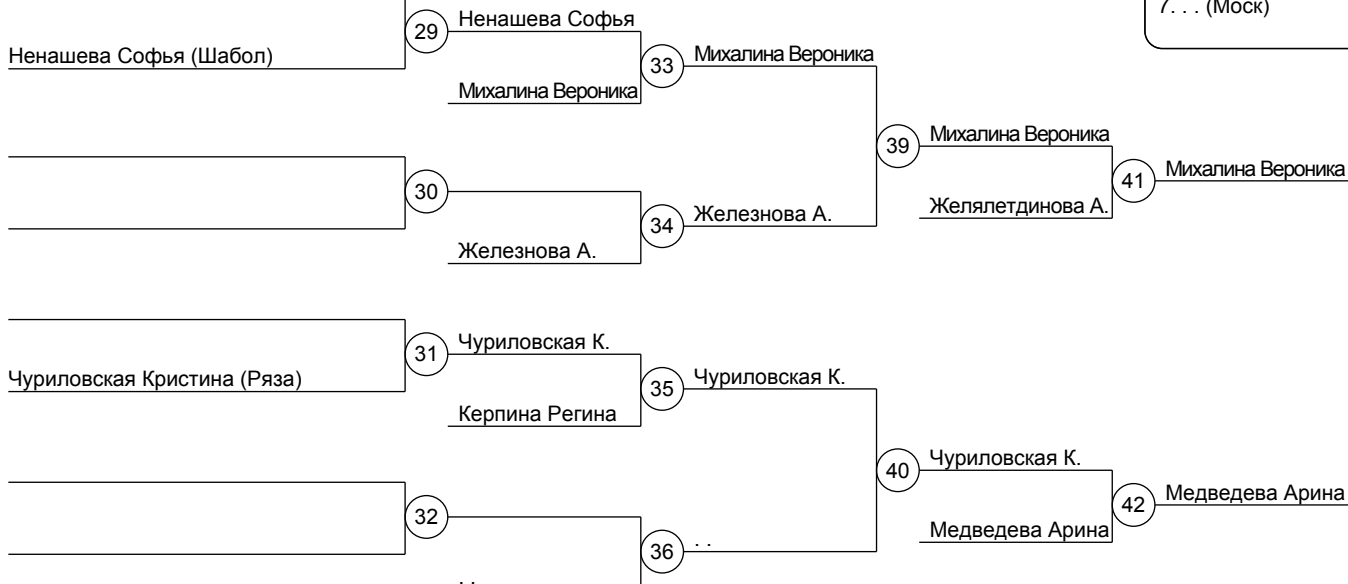 7. . . (Моск)
29
Ненашева Софья
Ненашева Софья (Шабол)
33
Михалина Вероника
Михалина Вероника
39
Михалина Вероника
41
Михалина Вероника
30
34
Железнова А.
Желялетдинова А.
Железнова А.
31
Чуриловская К.
Чуриловская Кристина (Ряза)
35
Чуриловская К.
Керпина Регина
40
Чуриловская К.
42
Медведева Арина
32
36
. .
Медведева Арина